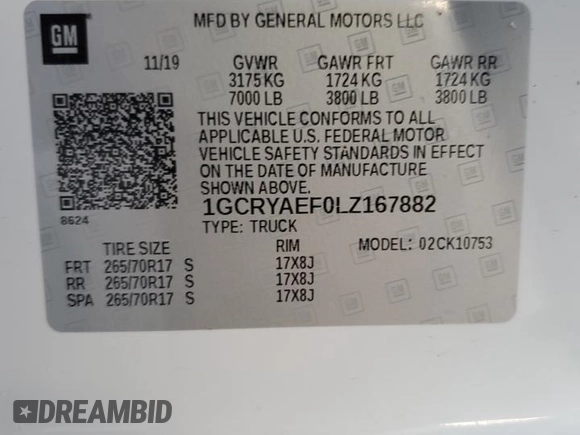 GM
MFD BY GENERAL MOTORS LLC
11/19
GVWR GAWR FRT GAWR RR
3175 KG 1724 KG 1724 KG
7000 LB 3800 LB 3800 LB
THIS VEHICLE CONFORMS TO ALL
APPLICABLE U.S. FEDERAL MOTOR
VEHICLE SAFETY STANDARDS IN EFFECT
ON THE DATE OF MANUFACTURE
SHOWN ABOVE.
8624
1GCRYAEF0LZ167882
TYPE: TRUCK
TIRE SIZE RIM MODEL: 02CK10753
FRT 265/70R17 S 17X8J
RR 265/70R17 S 17X8J
SPA 265/70R17 S 17X8J
DREAMBID